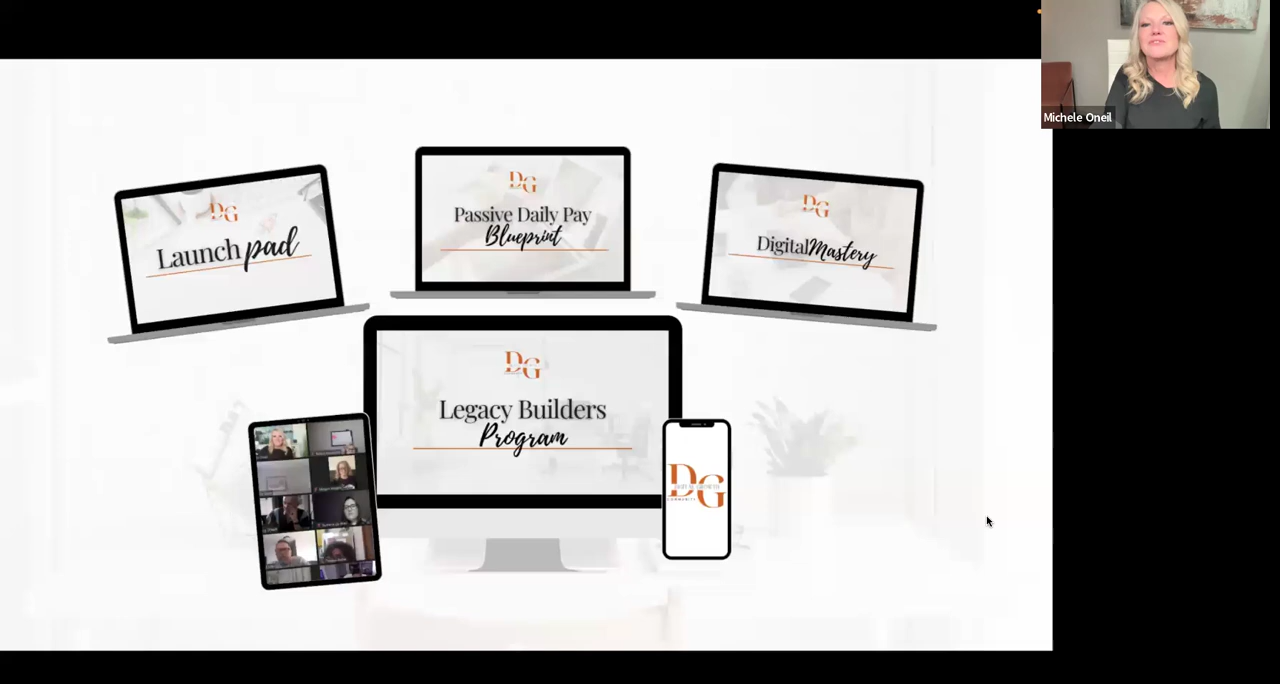 Michele Oneil
DG
Launch pad
DG
Passive Daily Pay
Blueprint
DG
DigitalMastery
DG
Legacy Builders
Program
DG